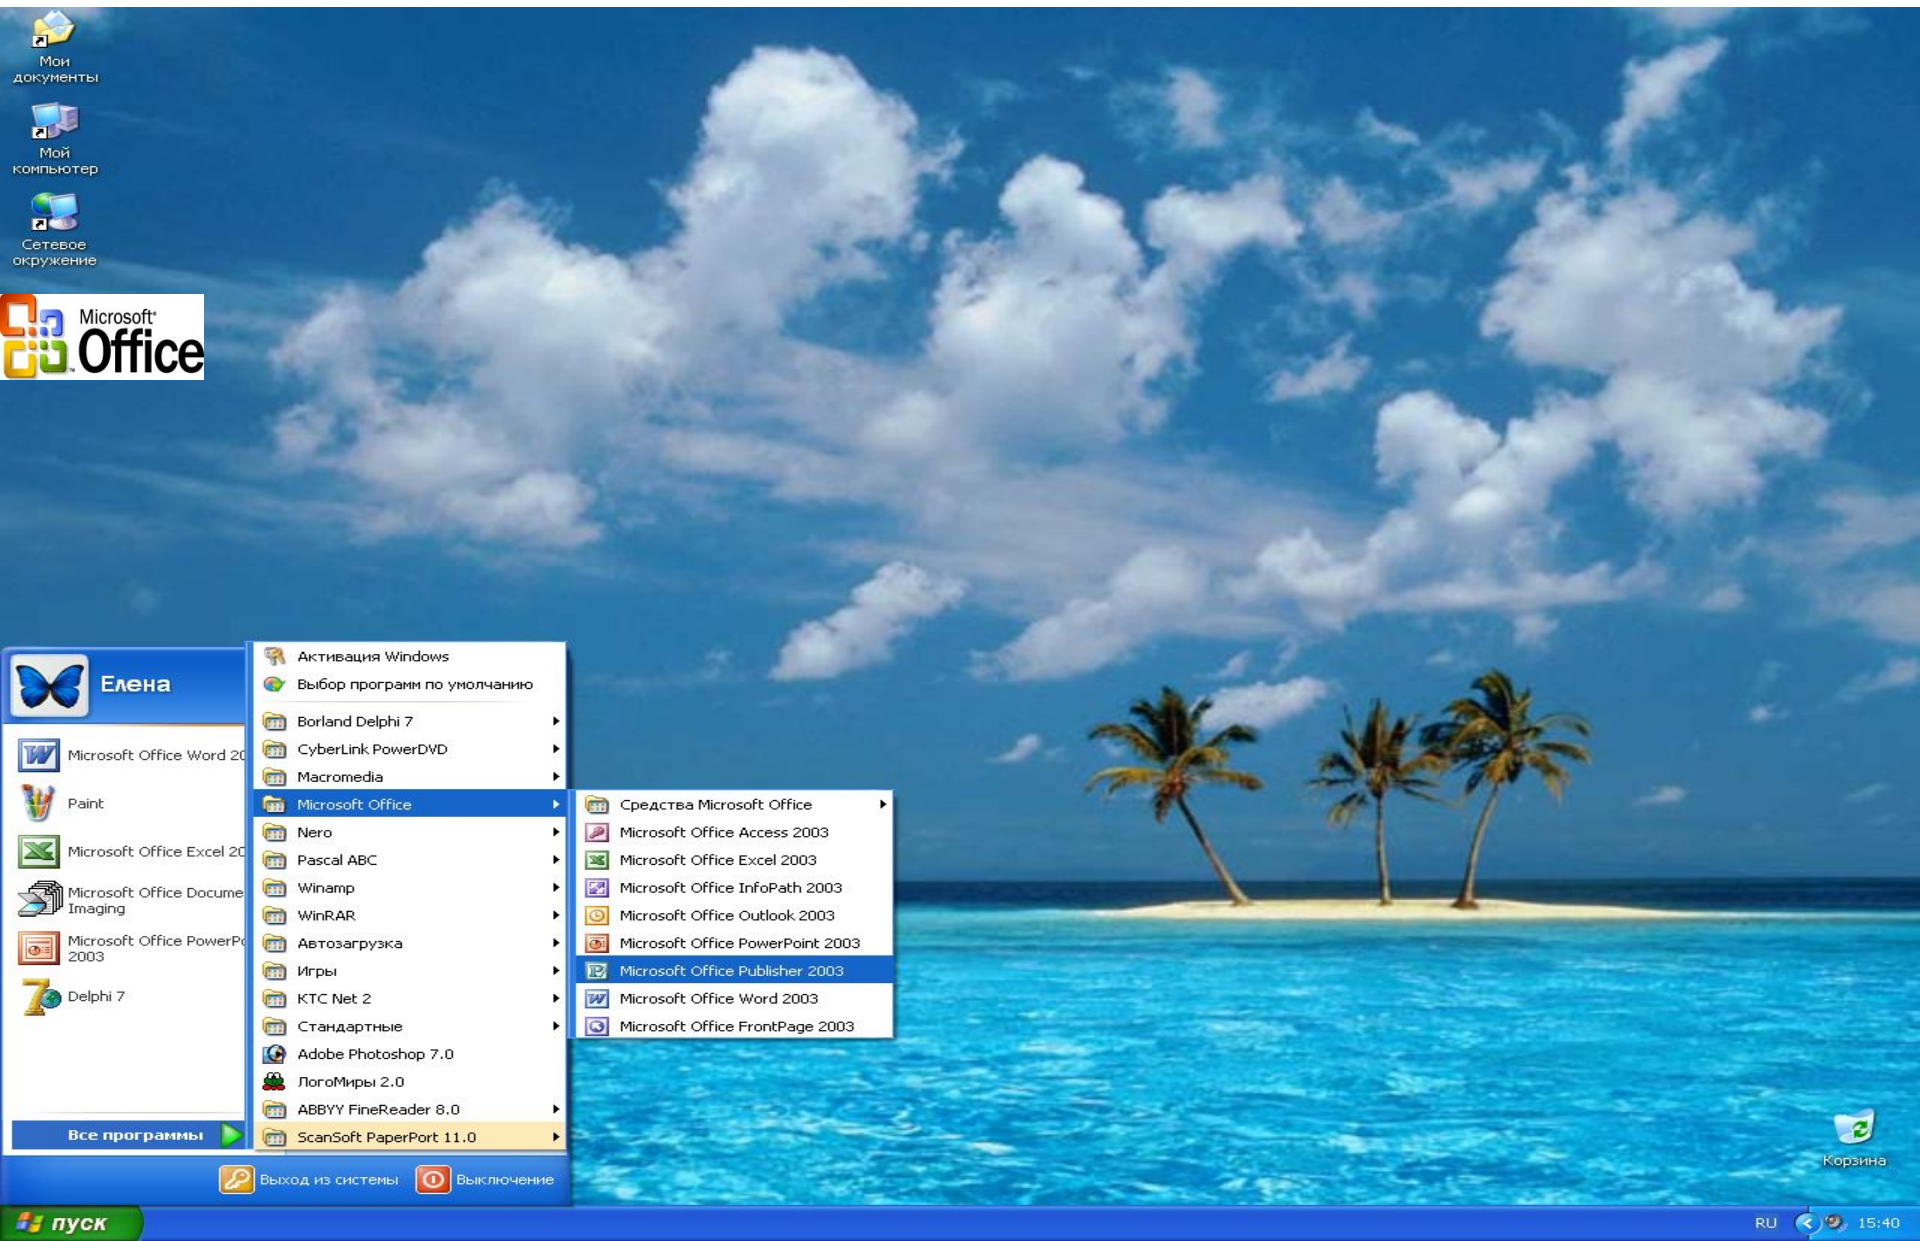 Мои
документы
Мой
компьютер
Сетевое
окружение
Microsoft®
Office™
Елена
Microsoft Office Word 20
Paint
Microsoft Office Excel 20
Microsoft Office Docume
Imaging
Microsoft Office PowerPo
2003
Delphi 7
Все программы
Активация Windows
Выбор программ по умолчанию
Borland Delphi 7
CyberLink PowerDVD
Macromedia
Microsoft Office
Nero
Pascal ABC
Winamp
WinRAR
Автозагрузка
Игры
КТС Net 2
Стандартные
Adobe Photoshop 7.0
ЛогоМиры 2.0
ABBYY FineReader 8.0
ScanSoft PaperPort 11.0
Средства Microsoft Office
Microsoft Office Access 2003
Microsoft Office Excel 2003
Microsoft Office InfoPath 2003
Microsoft Office Outlook 2003
Microsoft Office PowerPoint 2003
Microsoft Office Publisher 2003
Microsoft Office Word 2003
Microsoft Office FrontPage 2003
Выход из системы
Выключение
Корзина
пуск
RU
15:40